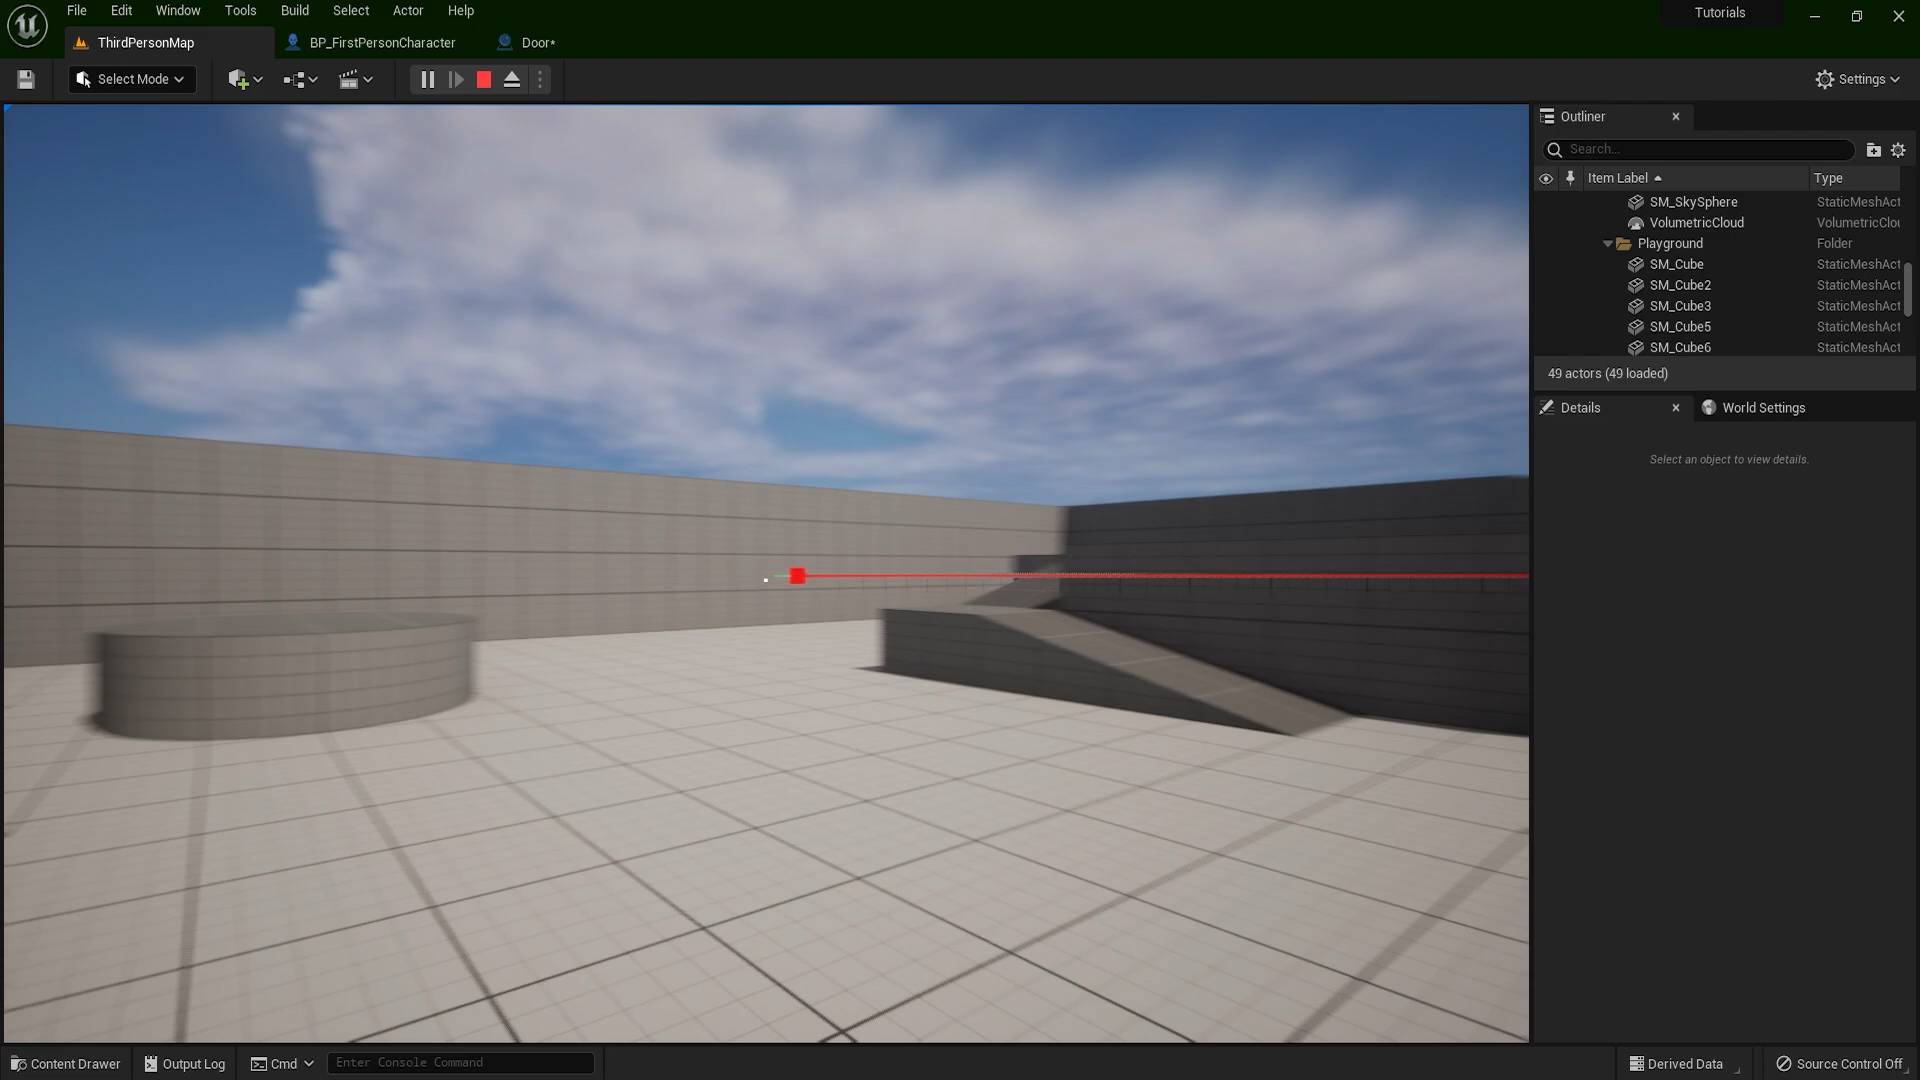 File Edit Window Tools Build Select Actor Help
Tutorials
ThirdPersonMap BP_FirstPersonCharacter Door*
Select Mode Settings
Outliner
Search...
Item Label Type
SM_SkySphere StaticMeshAct
VolumetricCloud VolumetricClou
Playground Folder
SM_Cube StaticMeshAct
SM_Cube2 StaticMeshAct
SM_Cube3 StaticMeshAct
SM_Cube5 StaticMeshAct
SM_Cube6 StaticMeshAct
49 actors (49 loaded)
Details World Settings
Select an object to view details.
Content Drawer Output Log Cmd Enter Console Command Derived Data Source Control Off